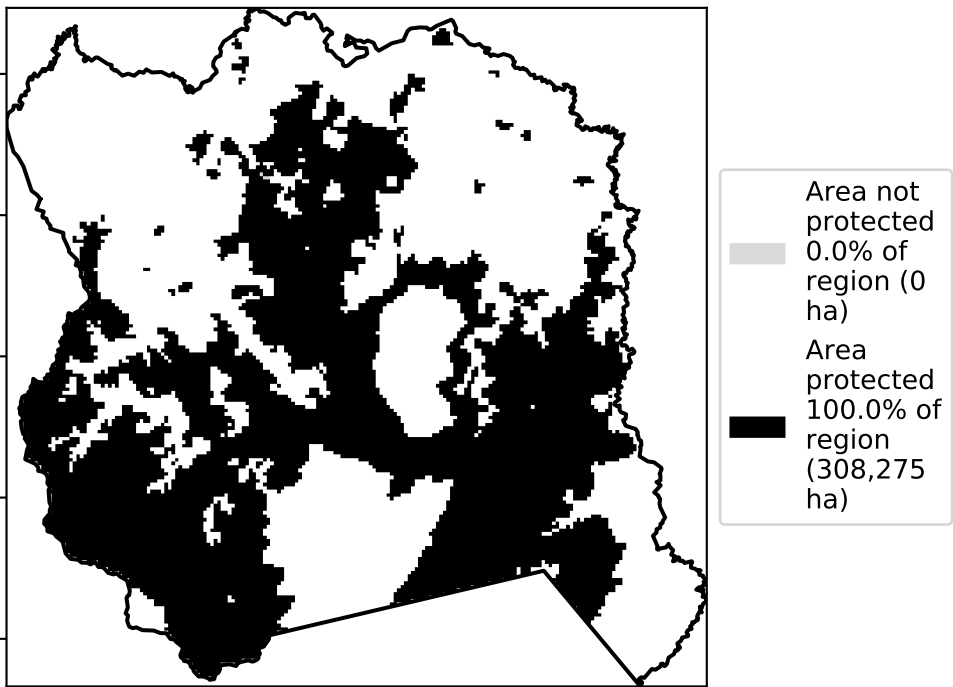 Area not
protected
0.0% of
region (0
ha)
Area
protected
100.0% of
region
(308,275
ha)